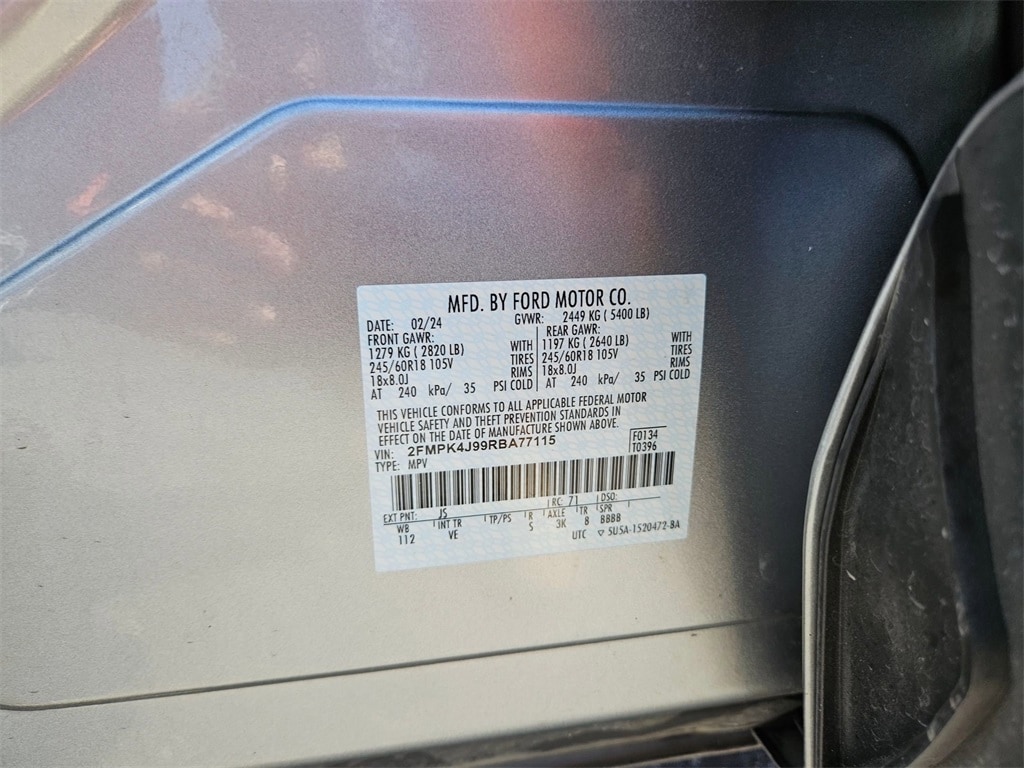 MFD. BY FORD MOTOR CO.
DATE: 02/24 GVWR: 2449 KG ( 5400 LB)
FRONT GAWR: REAR GAWR:
1279 KG ( 2820 LB) WITH 1197 KG ( 2640 LB) WITH
245/60R18 105V TIRES 245/60R18 105V TIRES
18x8.0J RIMS 18x8.0J RIMS
AT 240 kPa/ 35 PSI COLD AT 240 kPa/ 35 PSI COLD
THIS VEHICLE CONFORMS TO ALL APPLICABLE FEDERAL MOTOR
VEHICLE SAFETY AND THEFT PREVENTION STANDARDS IN
EFFECT ON THE DATE OF MANUFACTURE SHOWN ABOVE.
VIN: 2FMPK4J99RBA77115 F0134
TYPE: MPV T0396
EXT PNT: JS RC: 71 DSO:
WB INT TR TP/PS R AXLE TR SPR
112 VE S 3K 8 BBBB
UTC ▽ 5U5A-1520472-BA